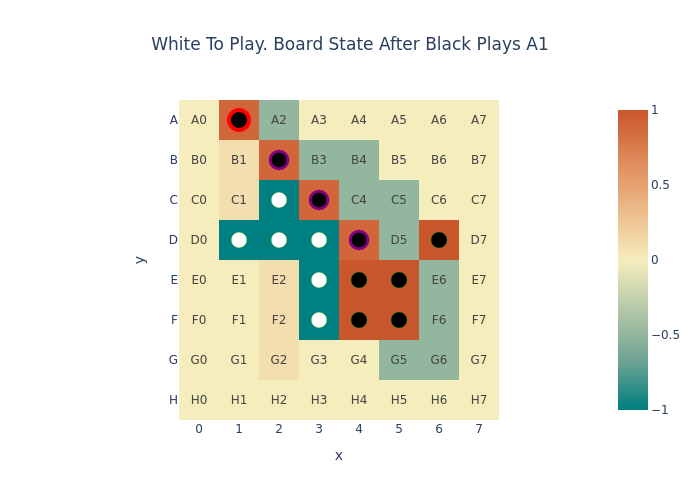 White To Play. Board State After Black Plays A1
A A0 A2 A3 A4 A5 A6 A7 1
B B0 B1 B3 B4 B5 B6 B7
0.5
C C0 C1 C4 C5 C6 C7
D D0 D5 D7 0
y
E E0 E1 E2 E6 E7
F F0 F1 F2 F6 F7 −0.5
G G0 G1 G2 G3 G4 G5 G6 G7
H H0 H1 H2 H3 H4 H5 H6 H7 −1
0 1 2 3 4 5 6 7
x